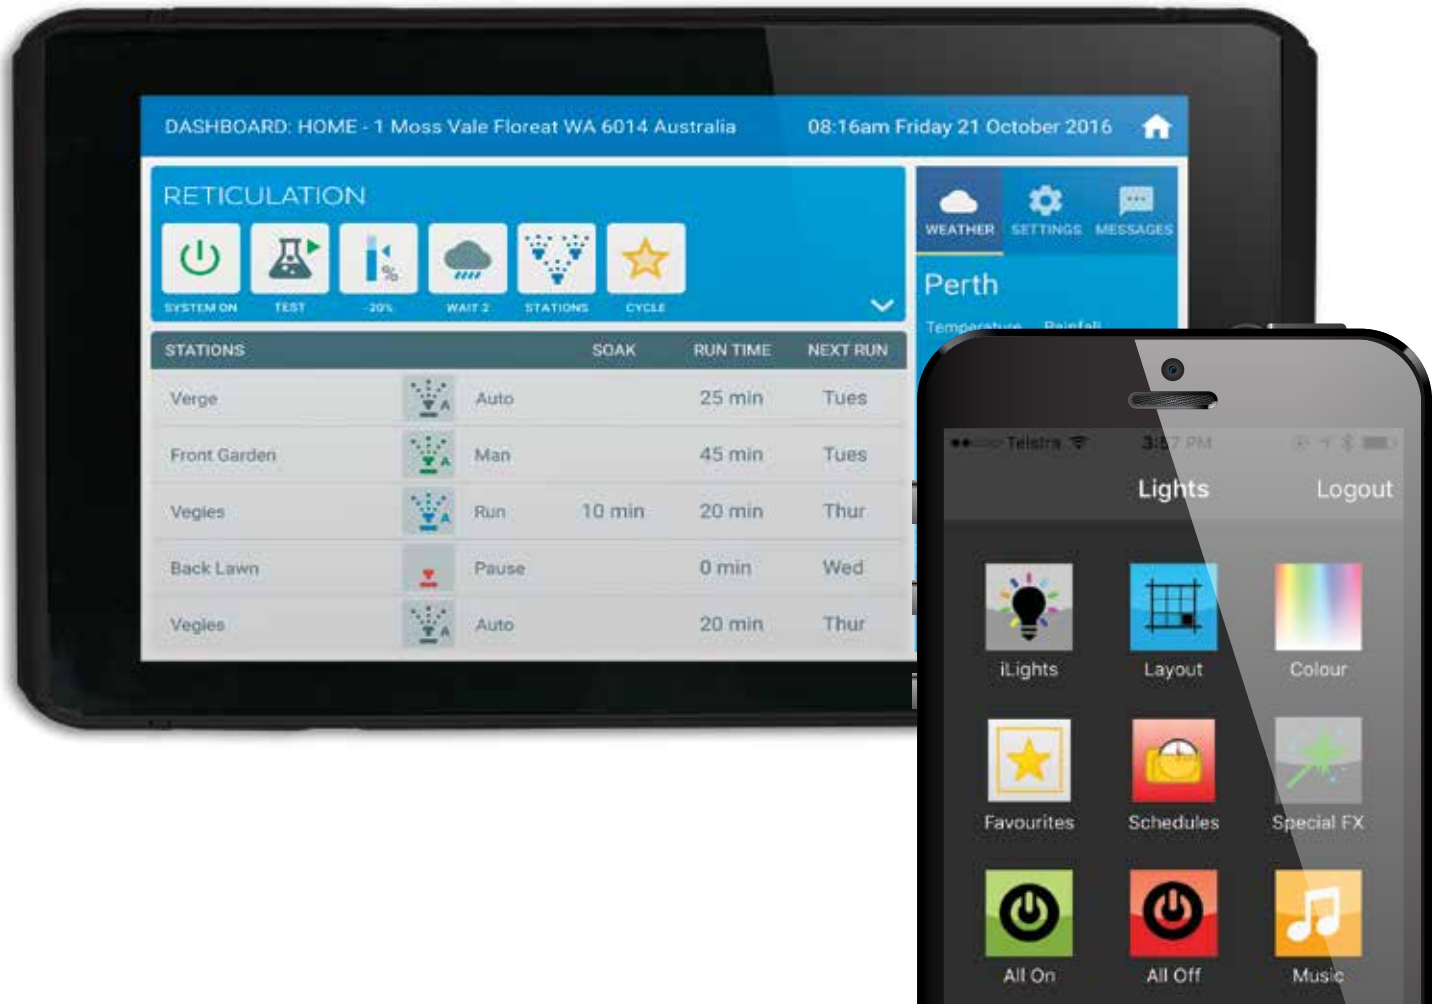 DASHBOARD: HOME - 1 Moss Vale Floreat WA 6014 Australia 08:16am Friday 21 October 2016
RETICULATION
SYSTEM ON TEST -20% WAIT 2 STATIONS CYCLE
%
WEATHER SETTINGS MESSAGES
Perth
Temperature Rainfall
STATIONS SOAK RUN TIME NEXT RUN
Verge A Auto 25 min Tues
Front Garden A Man 45 min Tues
Vegies A Run 10 min 20 min Thur
Back Lawn Pause 0 min Wed
Vegies A Auto 20 min Thur
Telstra 3:57 PM
Lights Logout
iLights Layout Colour
Favourites Schedules Special FX
All On All Off Music